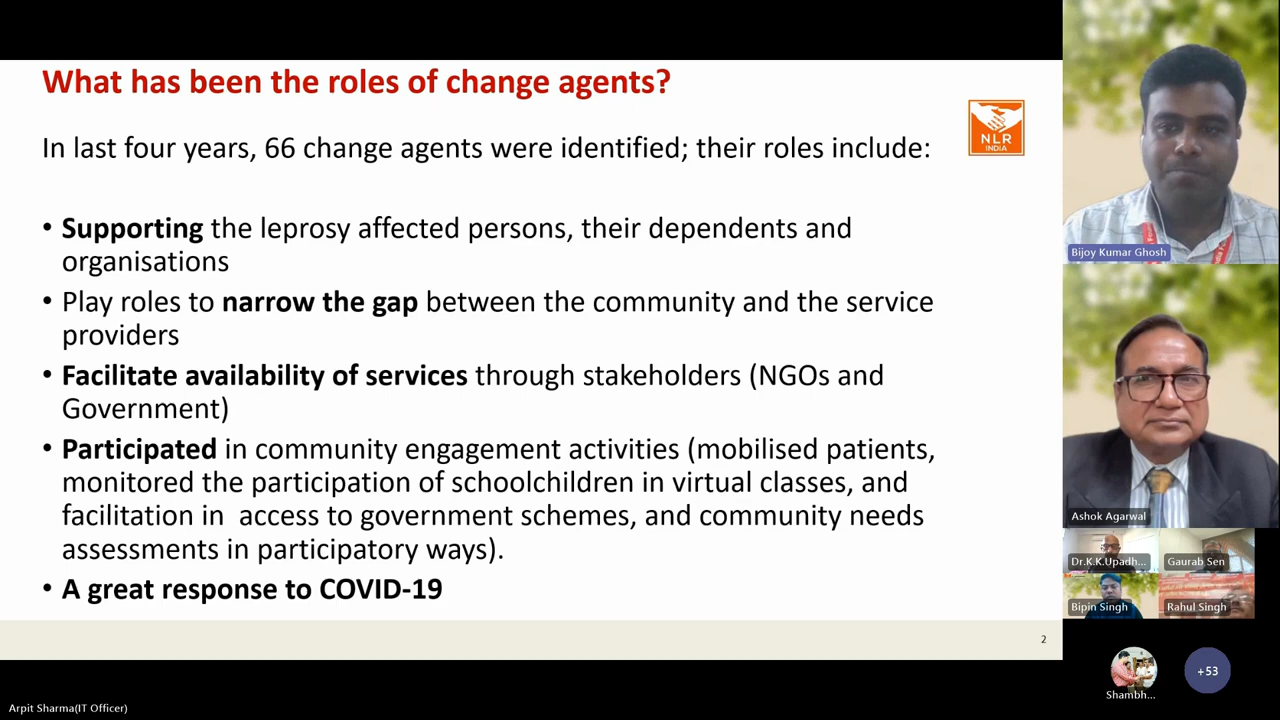 What has been the roles of change agents?
In last four years, 66 change agents were identified; their roles include:
NLR
INDIA
• Supporting the leprosy affected persons, their dependents and
organisations
• Play roles to narrow the gap between the community and the service
providers
• Facilitate availability of services through stakeholders (NGOs and
Government)
• Participated in community engagement activities (mobilised patients,
monitored the participation of schoolchildren in virtual classes, and
facilitation in  access to government schemes, and community needs
assessments in participatory ways).
• A great response to COVID-19
2
Bijoy Kumar Ghosh
Ashok Agarwal
Dr.K.K.Upadh...
Gaurab Sen
Bipin Singh
Rahul Singh
Shambh...
+53
Arpit Sharma(IT Officer)